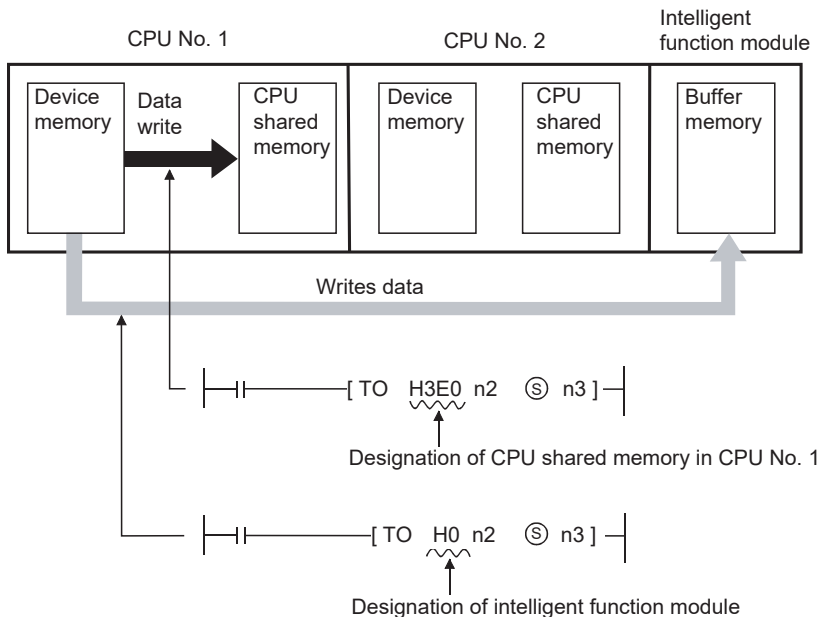 CPU No. 1
CPU No. 2
Intelligent
function module
Device
memory
Data
write
CPU
shared
memory
Device
memory
CPU
shared
memory
Buffer
memory
Writes data
[ TO H3E0 n2 Ⓢ n3 ]
Designation of CPU shared memory in CPU No. 1
[ TO H0 n2 Ⓢ n3 ]
Designation of intelligent function module